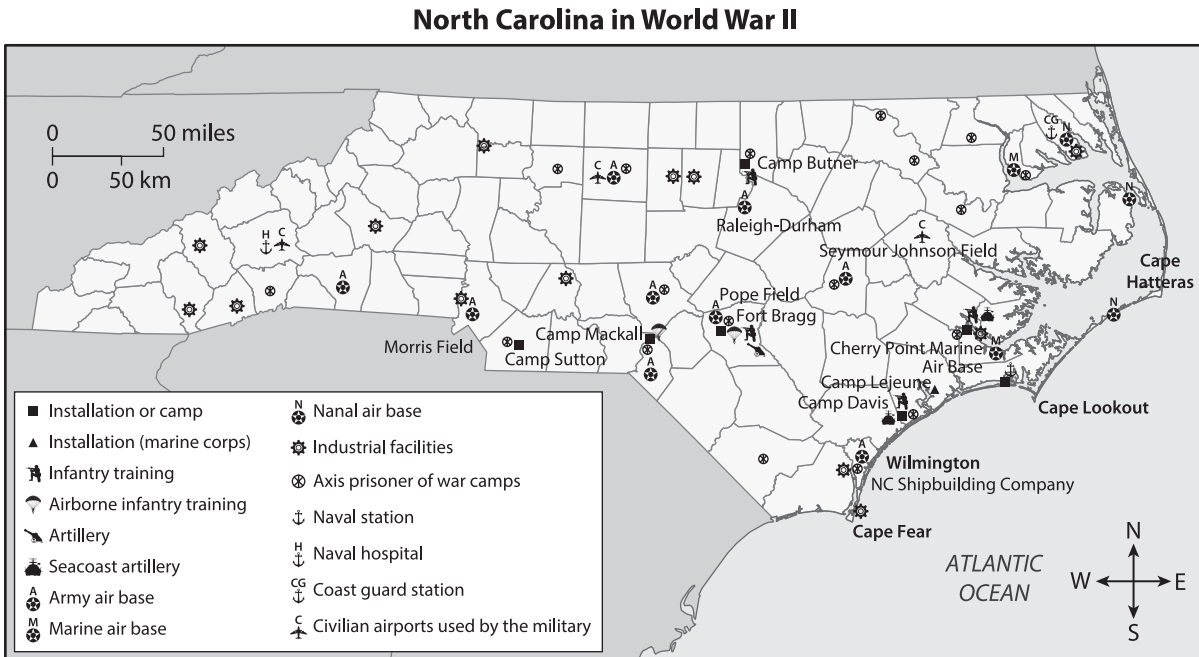 North Carolina in World War II
0 50 miles
0 50 km
CG
N
M
Camp Butner
C
A
A
Raleigh-Durham
N
H
C
C
Seymour Johnson Field
A
A
Cape
Hatteras
A
A
Pope Field
A
Fort Bragg
N
Morris Field
Camp Mackall
Camp Sutton
Cherry Point Marine
Air Base
M
A
Camp Lejeune
Camp Davis
Cape Lookout
A
Wilmington
NC Shipbuilding Company
Cape Fear
ATLANTIC
OCEAN
N
W E
S
Installation or camp
Installation (marine corps)
Infantry training
Airborne infantry training
Artillery
Seacoast artillery
A Army air base
M Marine air base
N Nanal air base
Industrial facilities
Axis prisoner of war camps
Naval station
H Naval hospital
CG Coast guard station
C Civilian airports used by the military